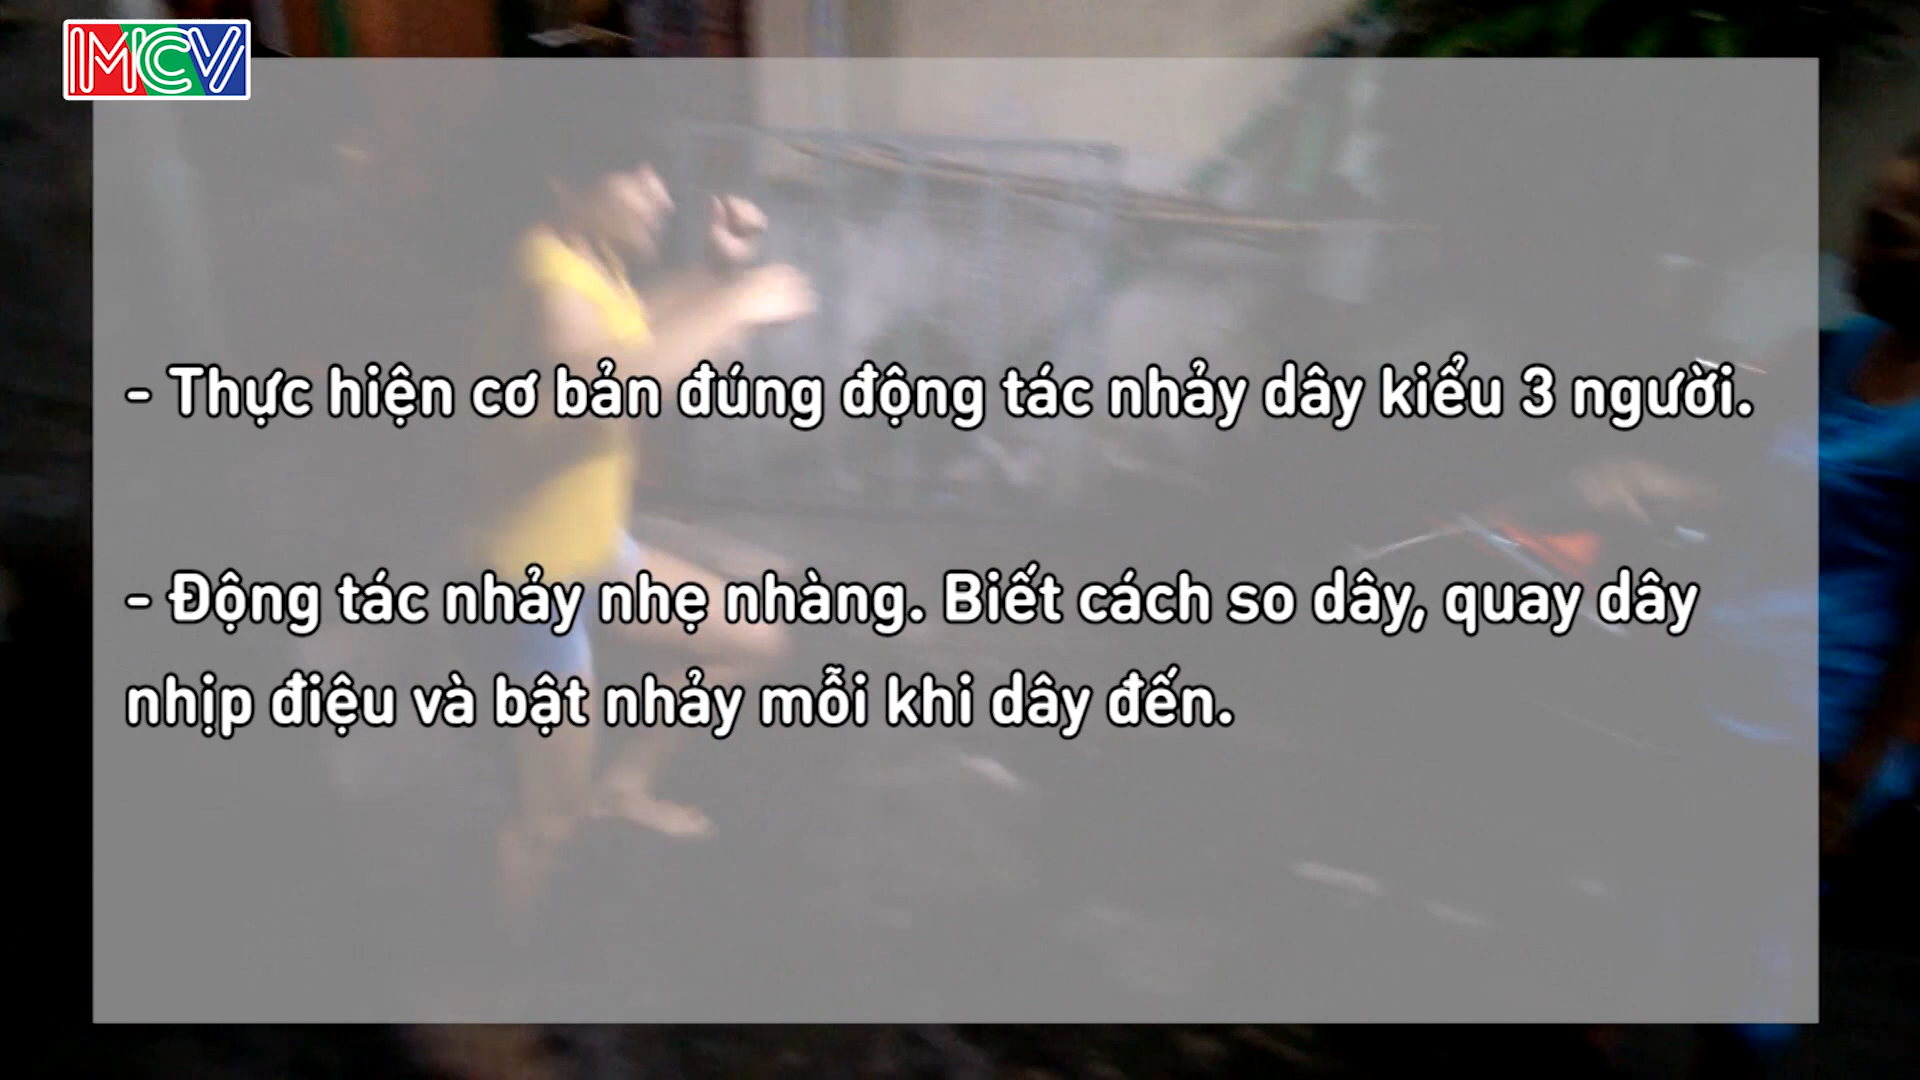 MCV
- Thực hiện cơ bản đúng động tác nhảy dây kiểu 3 người.
- Động tác nhảy nhẹ nhàng. Biết cách so dây, quay dây
nhịp điệu và bật nhảy mỗi khi dây đến.